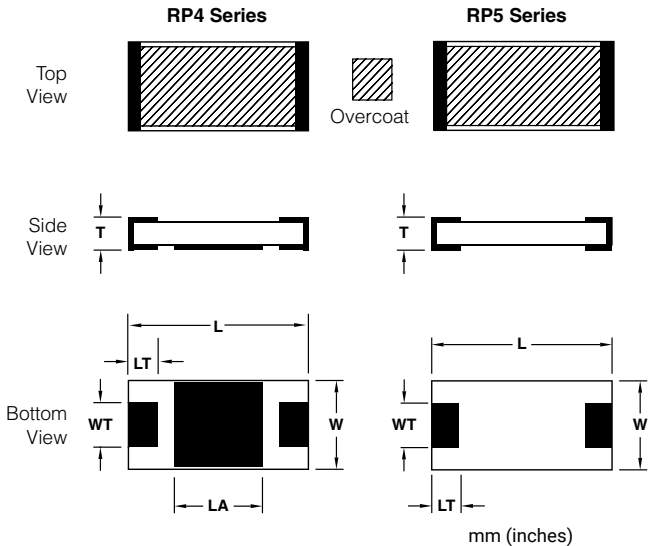 RP4 Series
RP5 Series
Top
View
Overcoat
Side
View
T
T
L
LT
Bottom
View
WT
W
LA
L
WT
W
LT
mm (inches)